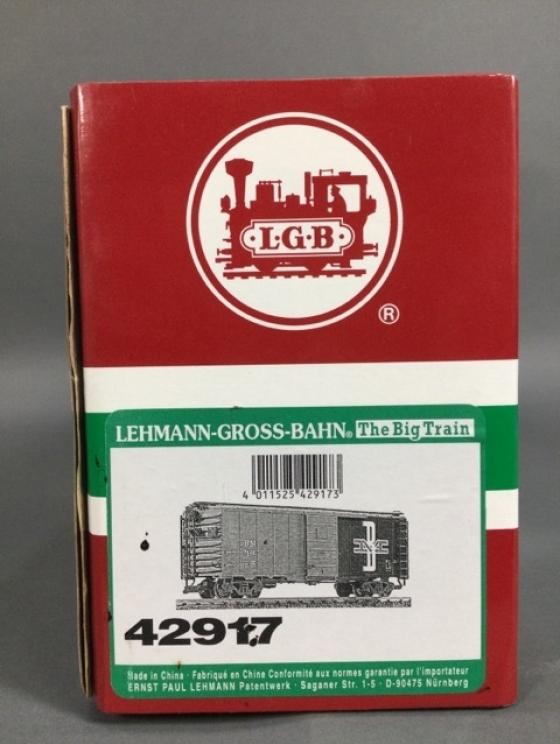 L·G·B
®
LEHMANN-GROSS-BAHN® The Big Train
4 011525 429173
42917
Made in China · Fabriqué en Chine Conformité aux normes garantie par l'importateur
ERNST PAUL LEHMANN Patentwerk · Saganer Str. 1-5 · D-90475 Nürnberg